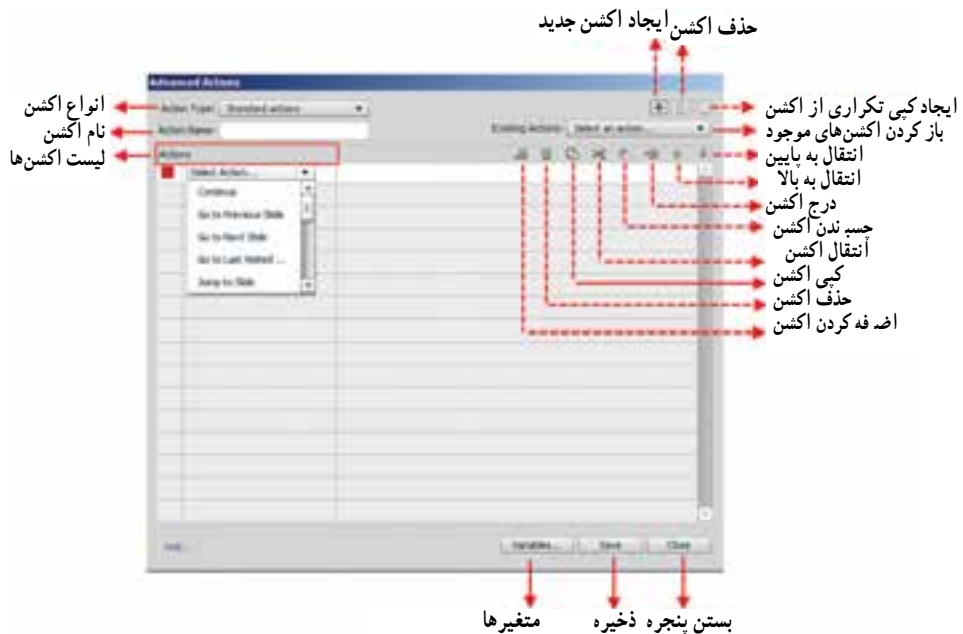 حذف اکشن
ایجاد اکشن جدید
Advanced Actions
انواع اکشن
Action Type: Standard actions
ایجاد کپی تکراری از اکشن
نام اکشن
Action Name:
Existing Actions: Select an action...
باز کردن اکشن‌های موجود
لیست اکشن‌ها
Actions
انتقال به پایین
Select Action...
انتقال به بالا
Continue
درج اکشن
Go to Previous Slide
چسبـ ندن اکشن
Go to Next Slide
انتقال اکشن
Go to Last Visited ...
کپی اکشن
Jump to Slide
حذف اکشن
اضـ فه کردن اکشن
Variables... Save Close
متغیرها ذخیره بستن پنجره